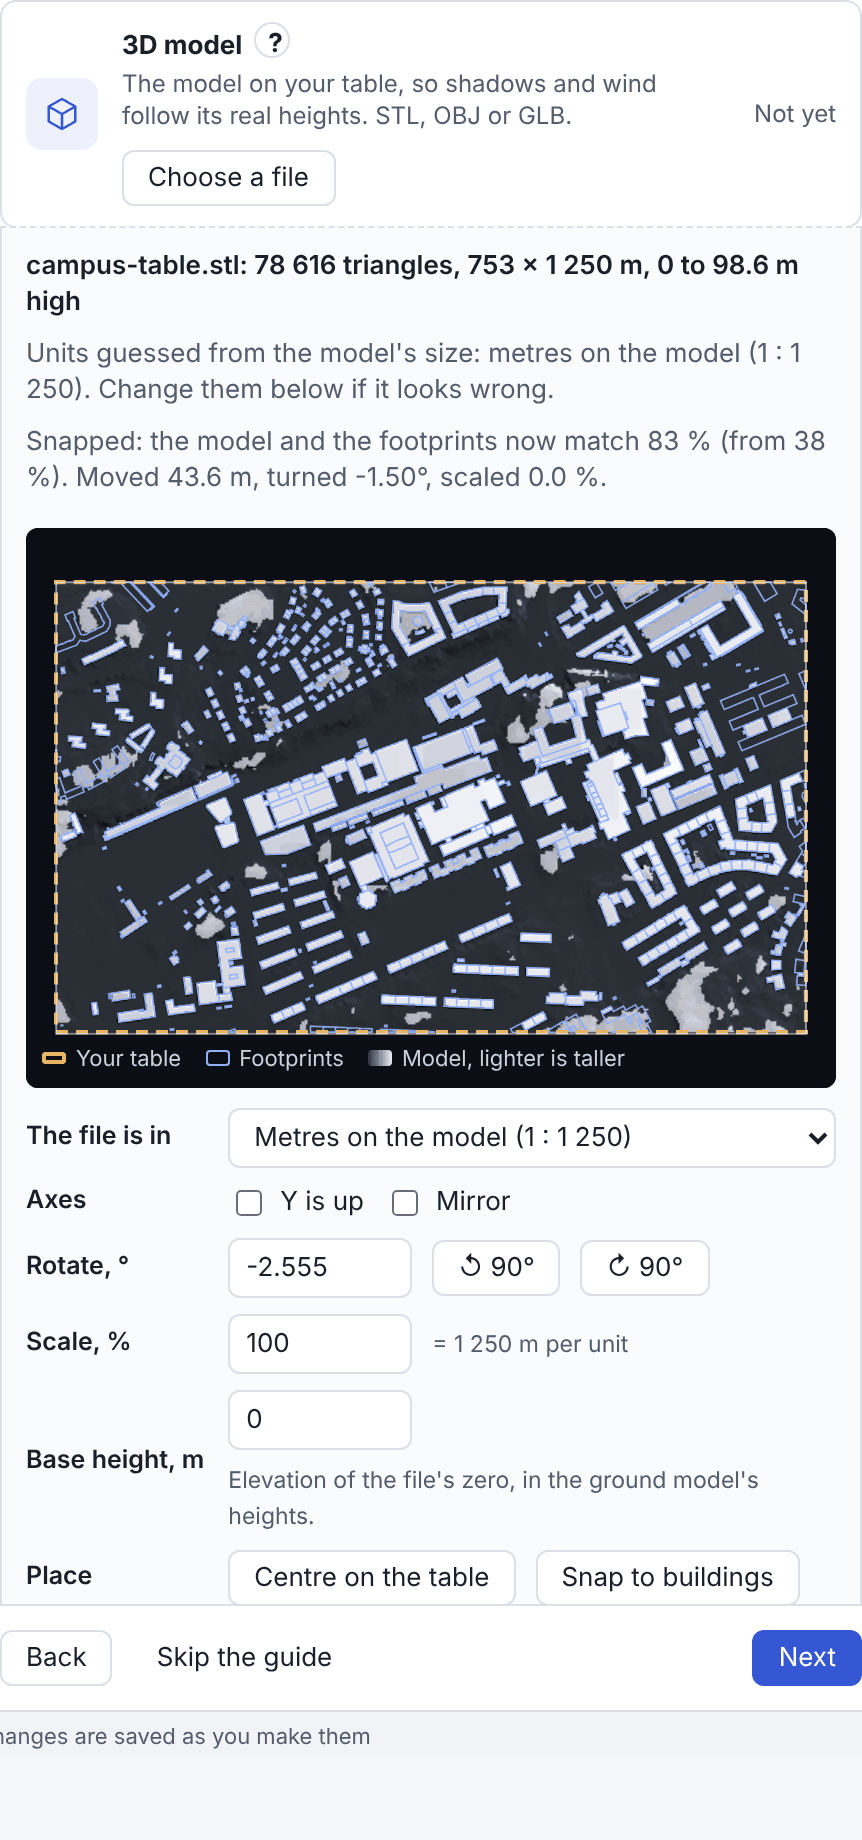 3D model ?
The model on your table, so shadows and wind
follow its real heights. STL, OBJ or GLB.
Not yet
Choose a file
campus-table.stl: 78 616 triangles, 753 × 1 250 m, 0 to 98.6 m
high
Units guessed from the model's size: metres on the model (1 : 1
250). Change them below if it looks wrong.
Snapped: the model and the footprints now match 83 % (from 38
%). Moved 43.6 m, turned -1.50°, scaled 0.0 %.
Your table Footprints Model, lighter is taller
The file is in Metres on the model (1 : 1 250)
Axes Y is up Mirror
Rotate, ° -2.555 90° 90°
Scale, % 100 = 1 250 m per unit
0
Base height, m
Elevation of the file's zero, in the ground model's
heights.
Place Centre on the table Snap to buildings
Back Skip the guide Next
hanges are saved as you make them